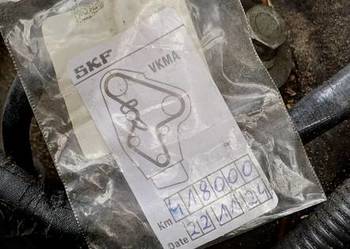 SKF
VKMA
Km 118000
Date 22/11/24